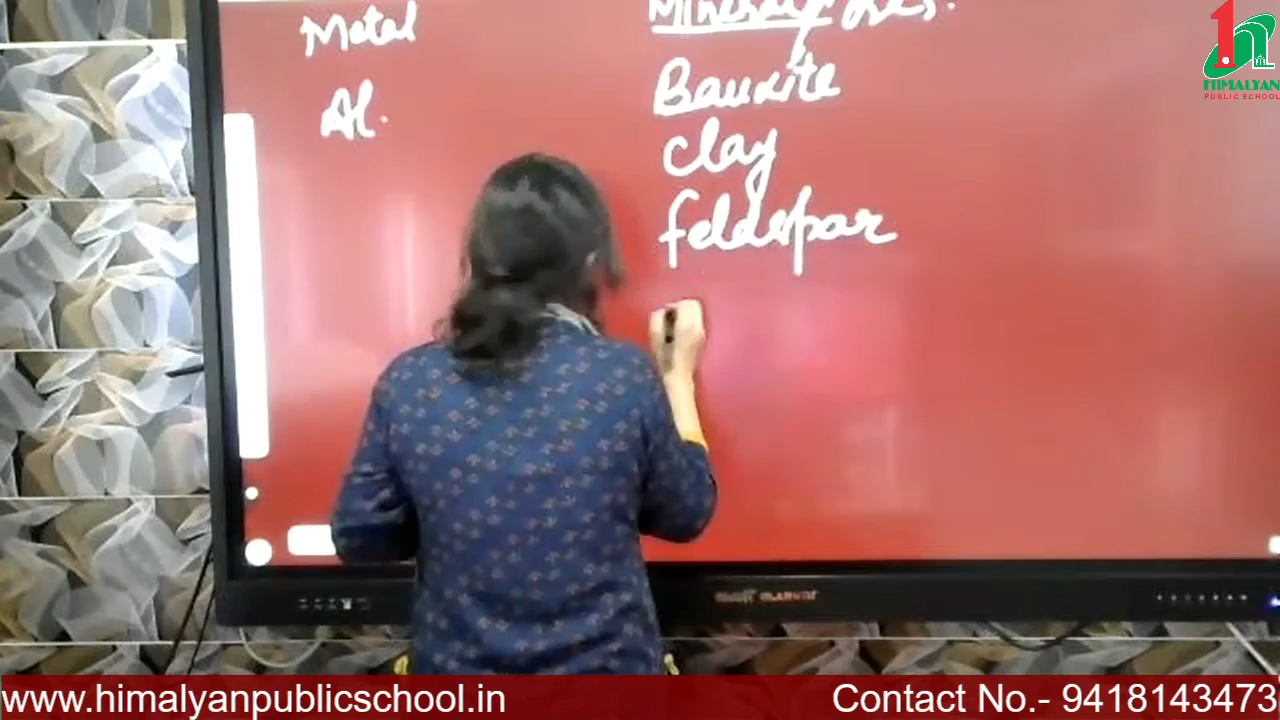 Metal
Al.
Bauxite
Clay
feldspar
HIMALYAN
PUBLIC SCHOOL
www.himalyanpublicschool.in
Contact No.- 9418143473